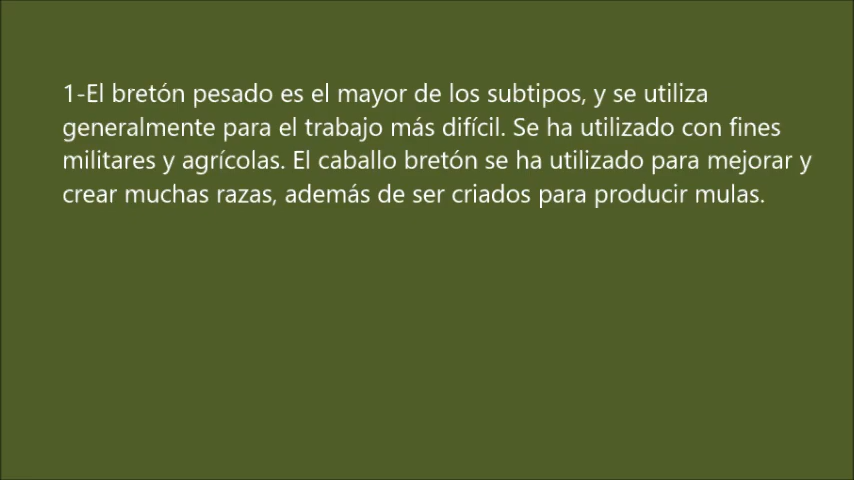 1-El bretón pesado es el mayor de los subtipos, y se utiliza
generalmente para el trabajo más difícil. Se ha utilizado con fines
militares y agrícolas. El caballo bretón se ha utilizado para mejorar y
crear muchas razas, además de ser criados para producir mulas.